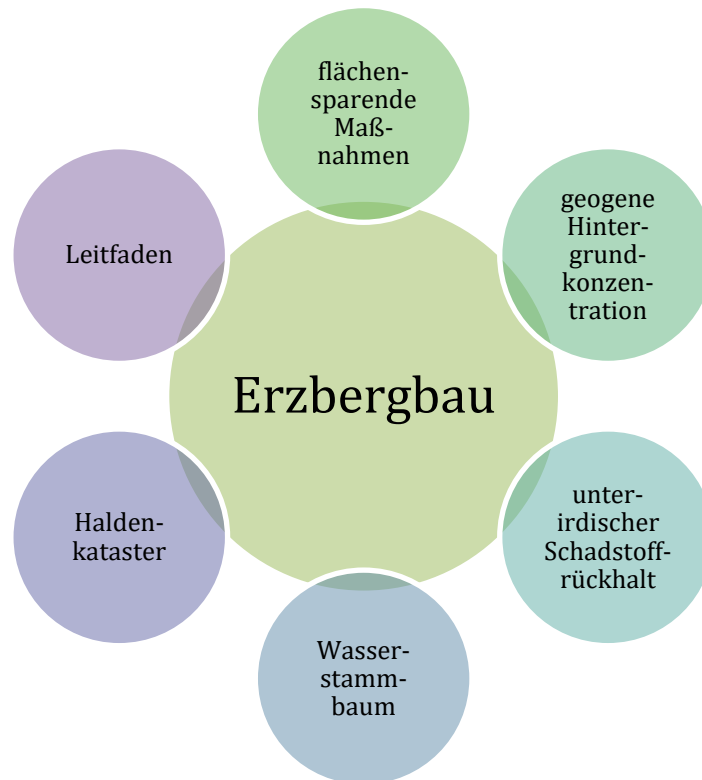 flächen-
sparende
Maß-
nahmen
geogene
Hinter-
grund-
konzen-
tration
Leitfaden
Erzbergbau
Halden-
kataster
unter-
irdischer
Schadstoff-
rückhalt
Wasser-
stamm-
baum